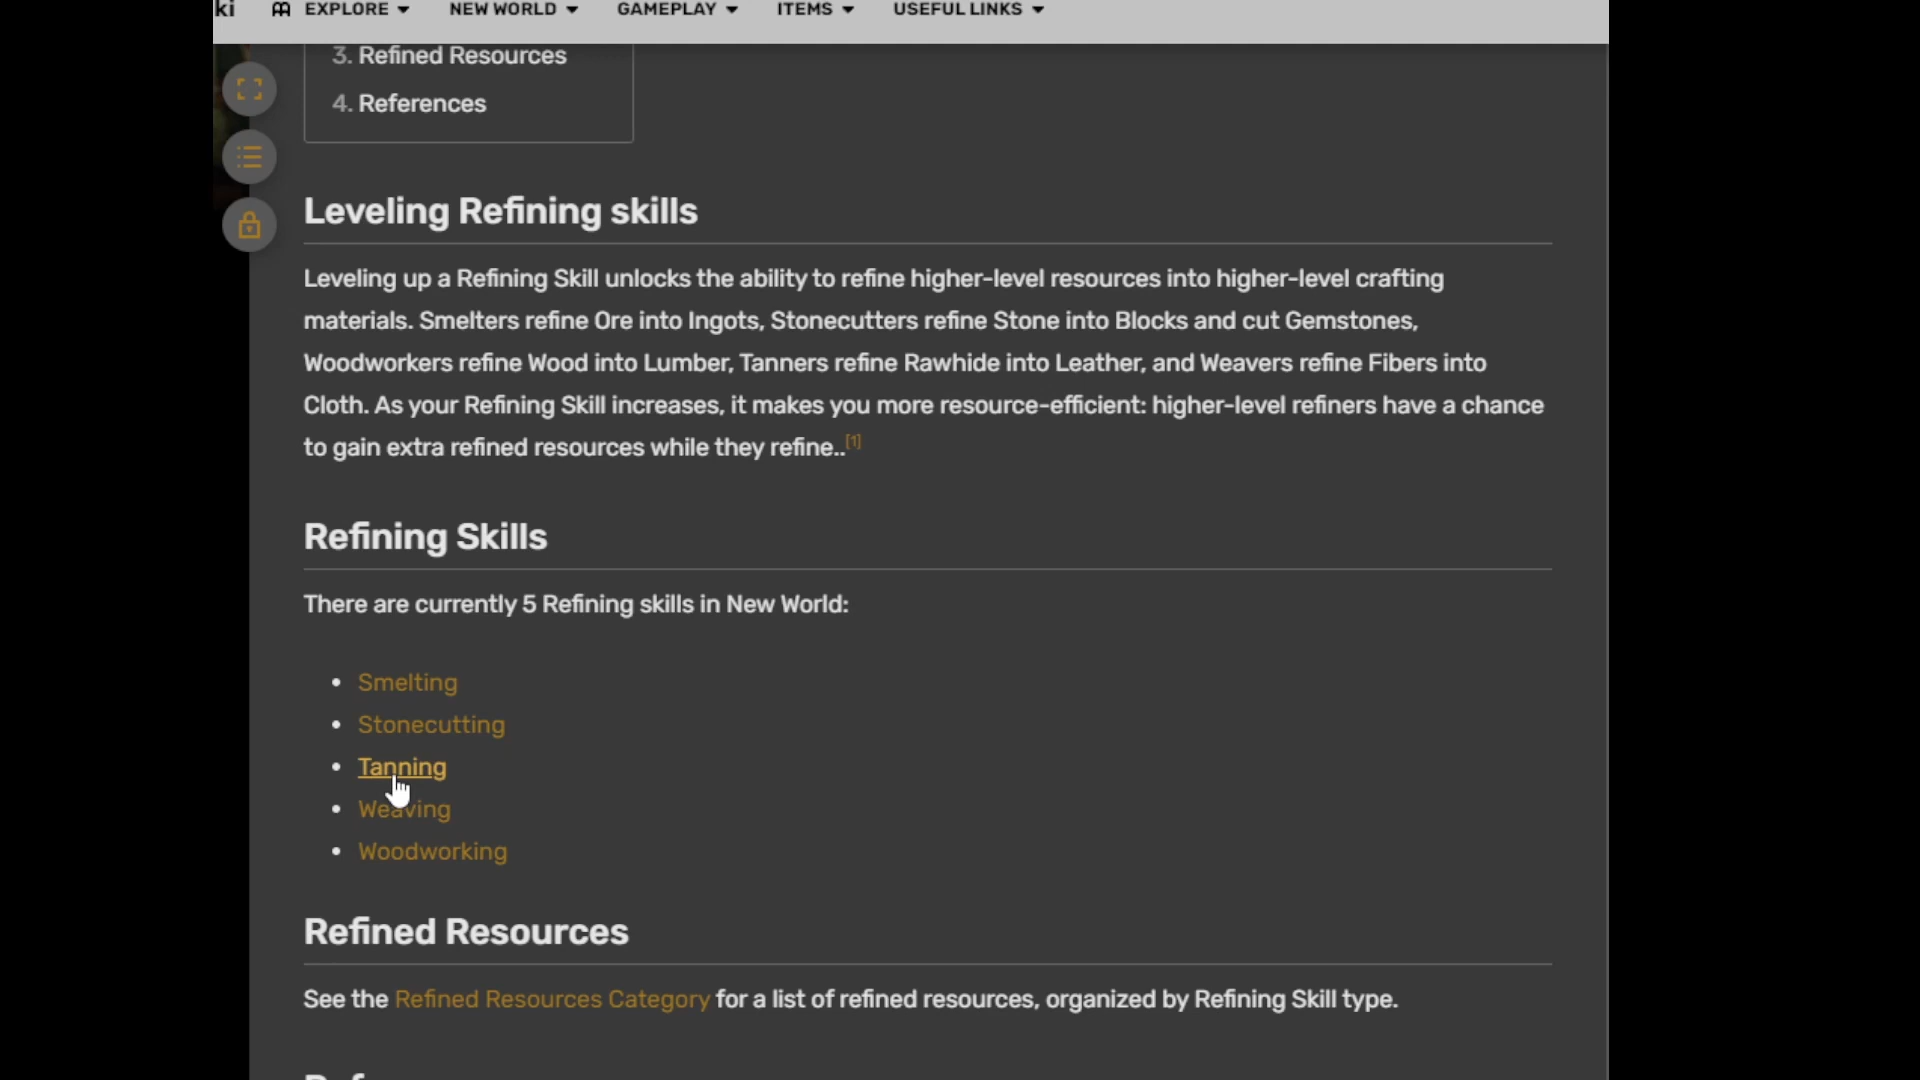 ki EXPLORE NEW WORLD GAMEPLAY ITEMS USEFUL LINKS
3. Refined Resources
4. References
Leveling Refining skills
Leveling up a Refining Skill unlocks the ability to refine higher-level resources into higher-level crafting
materials. Smelters refine Ore into Ingots, Stonecutters refine Stone into Blocks and cut Gemstones,
Woodworkers refine Wood into Lumber, Tanners refine Rawhide into Leather, and Weavers refine Fibers into
Cloth. As your Refining Skill increases, it makes you more resource-efficient: higher-level refiners have a chance
to gain extra refined resources while they refine..[1]
Refining Skills
There are currently 5 Refining skills in New World:
• Smelting
• Stonecutting
• Tanning
• Weaving
• Woodworking
Refined Resources
See the Refined Resources Category for a list of refined resources, organized by Refining Skill type.